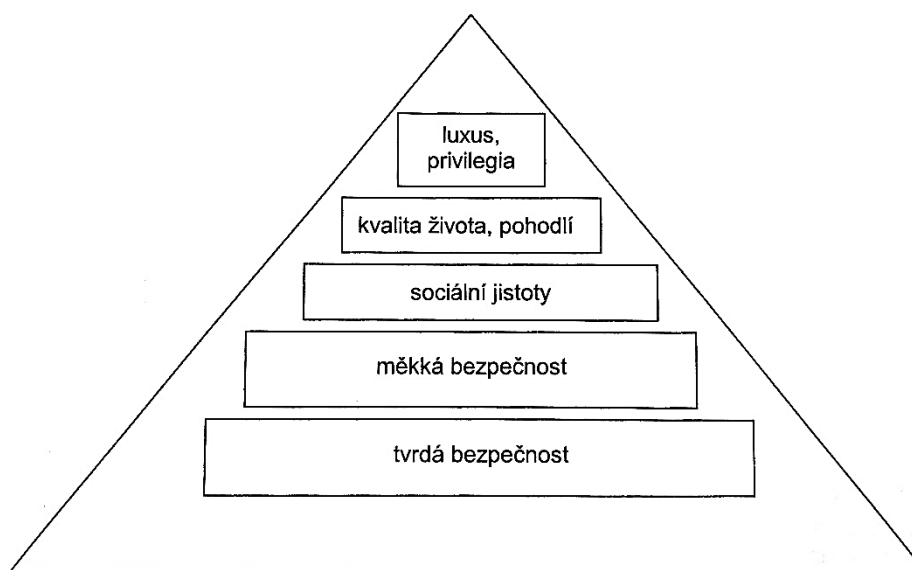 luxus,
privilegia
kvalita života, pohodlí
sociální jistoty
měkká bezpečnost
tvrdá bezpečnost